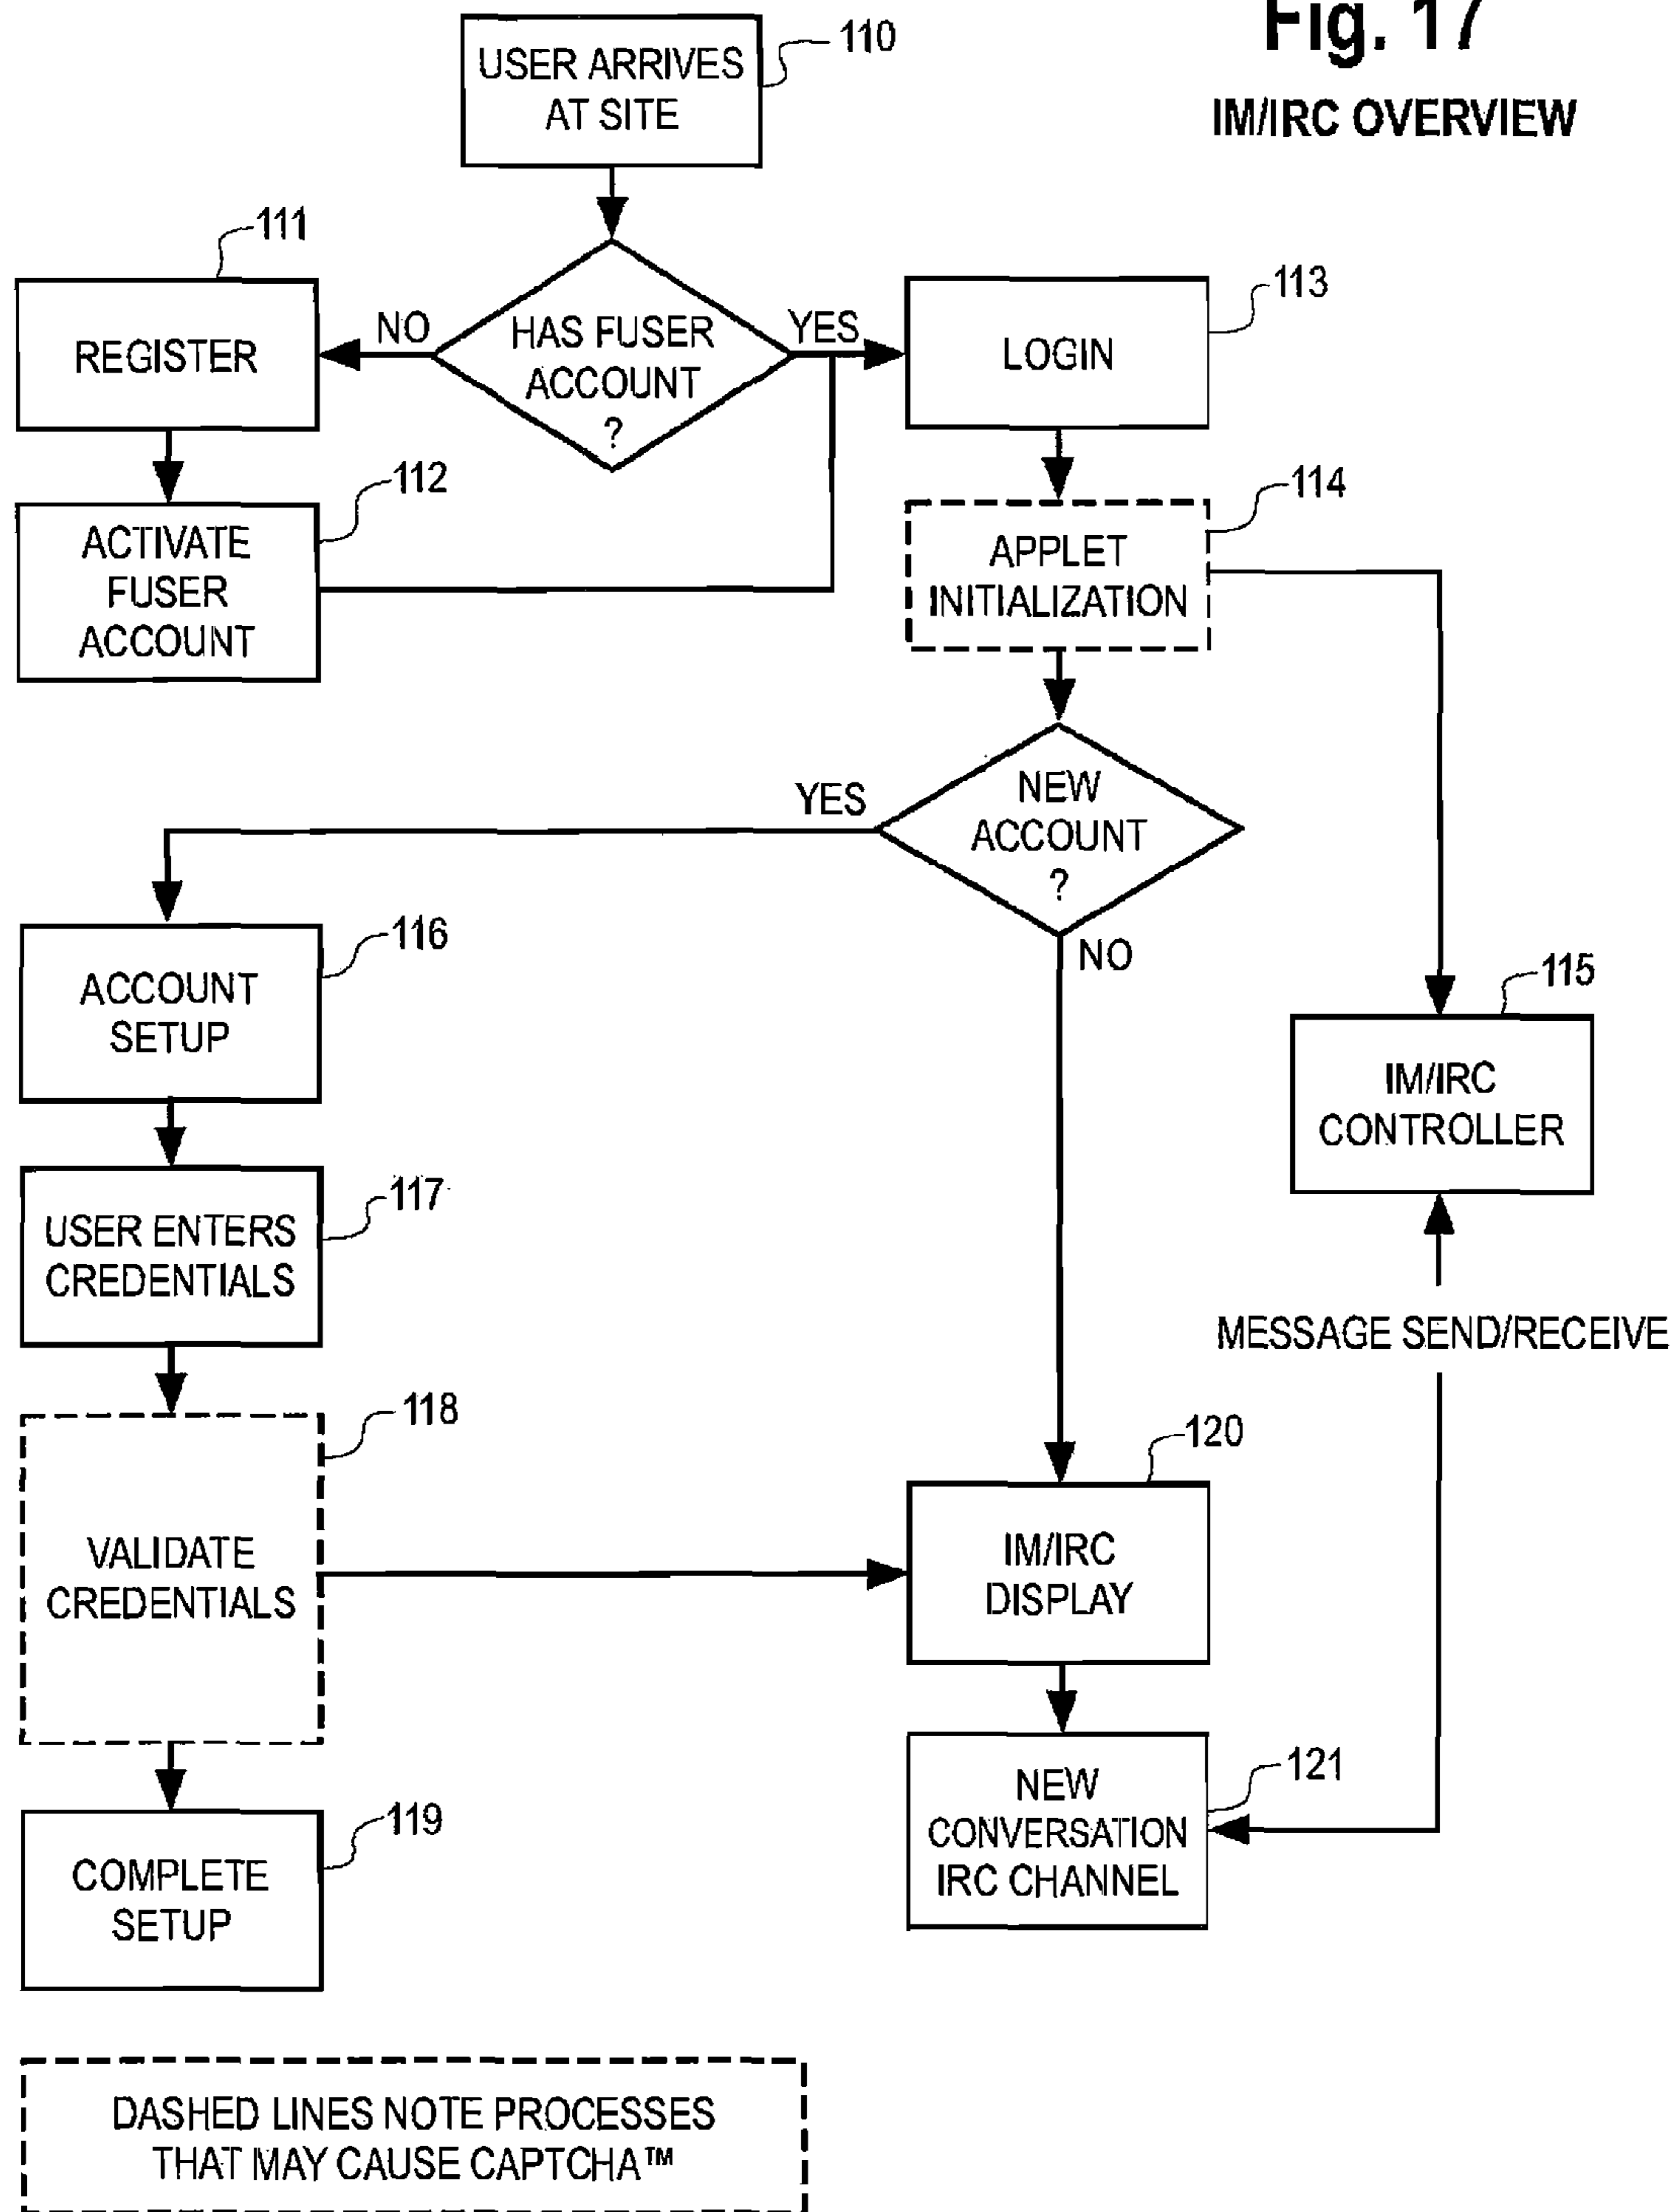 Fig. 17
IM/IRC OVERVIEW
USER ARRIVES
AT SITE
110
111
REGISTER
NO
HAS FUSER
ACCOUNT
?
YES
113
LOGIN
112
ACTIVATE
FUSER
ACCOUNT
114
APPLET
INITIALIZATION
YES
NEW
ACCOUNT
?
NO
116
ACCOUNT
SETUP
115
IM/IRC
CONTROLLER
117
USER ENTERS
CREDENTIALS
MESSAGE SEND/RECEIVE
118
VALIDATE
CREDENTIALS
120
IM/IRC
DISPLAY
119
COMPLETE
SETUP
121
NEW
CONVERSATION
IRC CHANNEL
DASHED LINES NOTE PROCESSES
THAT MAY CAUSE CAPTCHA™